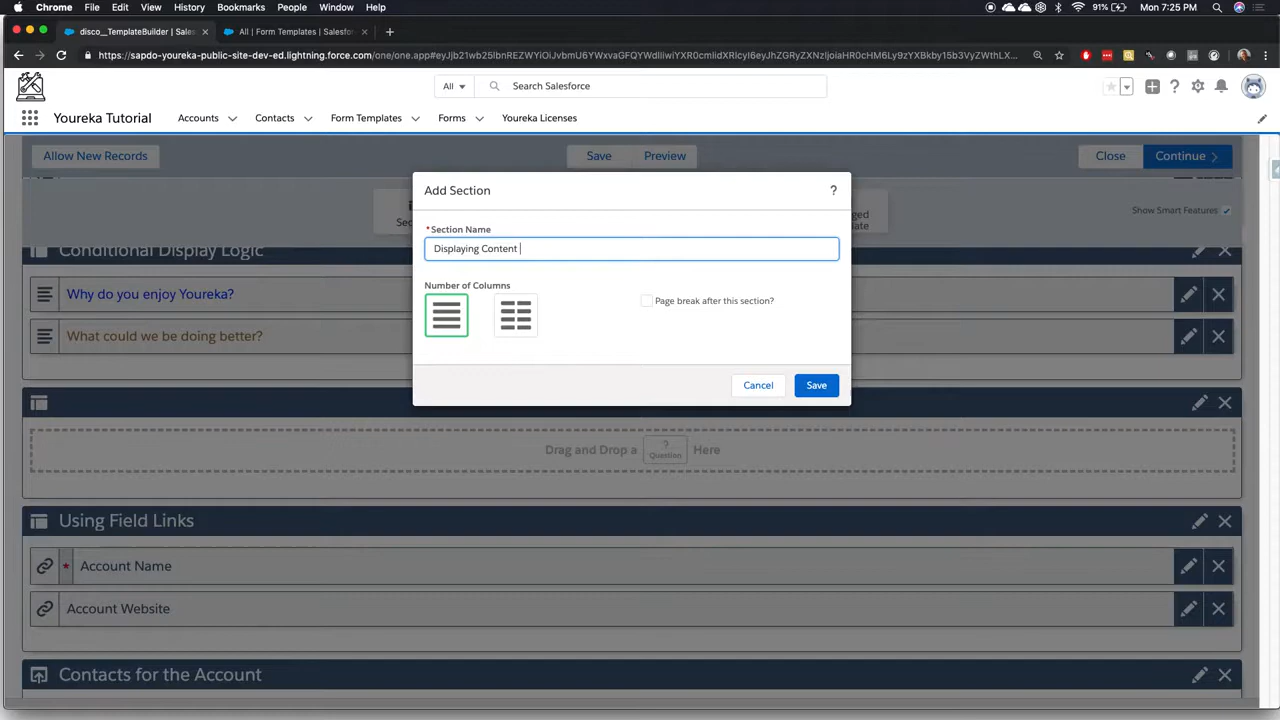 Chrome File Edit View History Bookmarks People Window Help 91% Mon 7:25 PM
disco__TemplateBuilder | Sales
All | Form Templates | Salesfo
All Search Salesforce
Youreka Tutorial Accounts Contacts Form Templates Forms Youreka Licenses
Allow New Records Save Preview Close Continue
Show Smart Features
Conditional Display Logic
Why do you enjoy Youreka?
What could we be doing better?
Add Section ?
*Section Name
Displaying Content
Number of Columns
Page break after this section?
Cancel Save
Drag and Drop a ? Question Here
Using Field Links
* Account Name
Account Website
Contacts for the Account